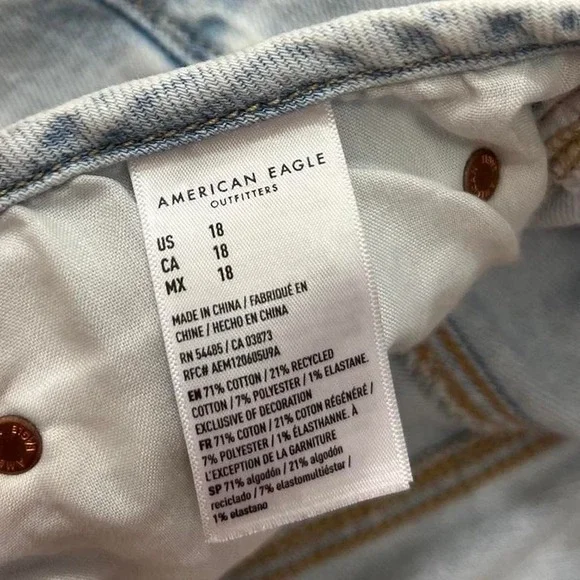 AMERICAN EAGLE
OUTFITTERS
US 18
CA 18
MX 18
MADE IN CHINA / FABRIQUÉ EN
CHINE / HECHO EN CHINA
RN 54485 / CA 03873
RFC# AEM120605U9A
EN 71% COTTON / 21% RECYCLED
COTTON / 7% POLYESTER / 1% ELASTANE.
EXCLUSIVE OF DECORATION
FR 71% COTON / 21% COTON RÉGÉNÉRÉ /
7% POLYESTER / 1% ÉLASTHANNE. À
L'EXCEPTION DE LA GARNITURE
SP 71% algodón / 21% algodón
reciclado / 7% elastomultiéster /
1% elastano